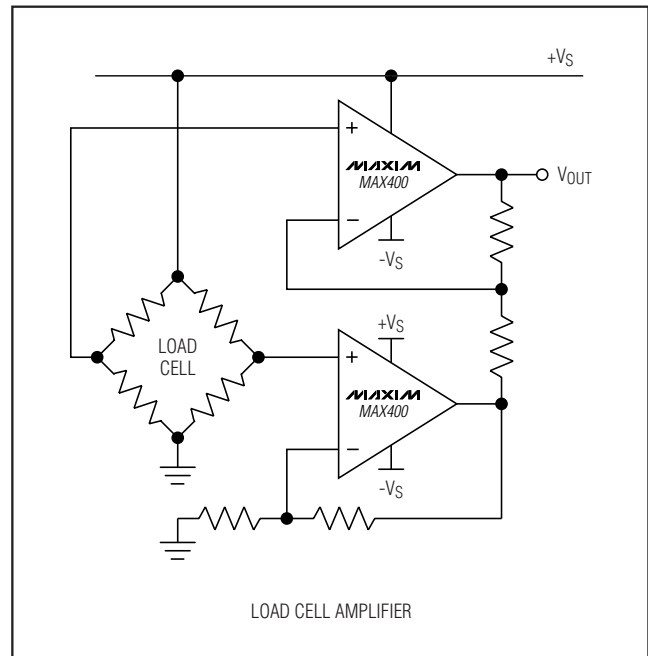 +VS
+
MAXIM
MAX400
VOUT
−
-VS
LOAD
CELL
+VS
+
MAXIM
MAX400
−
-VS
LOAD CELL AMPLIFIER